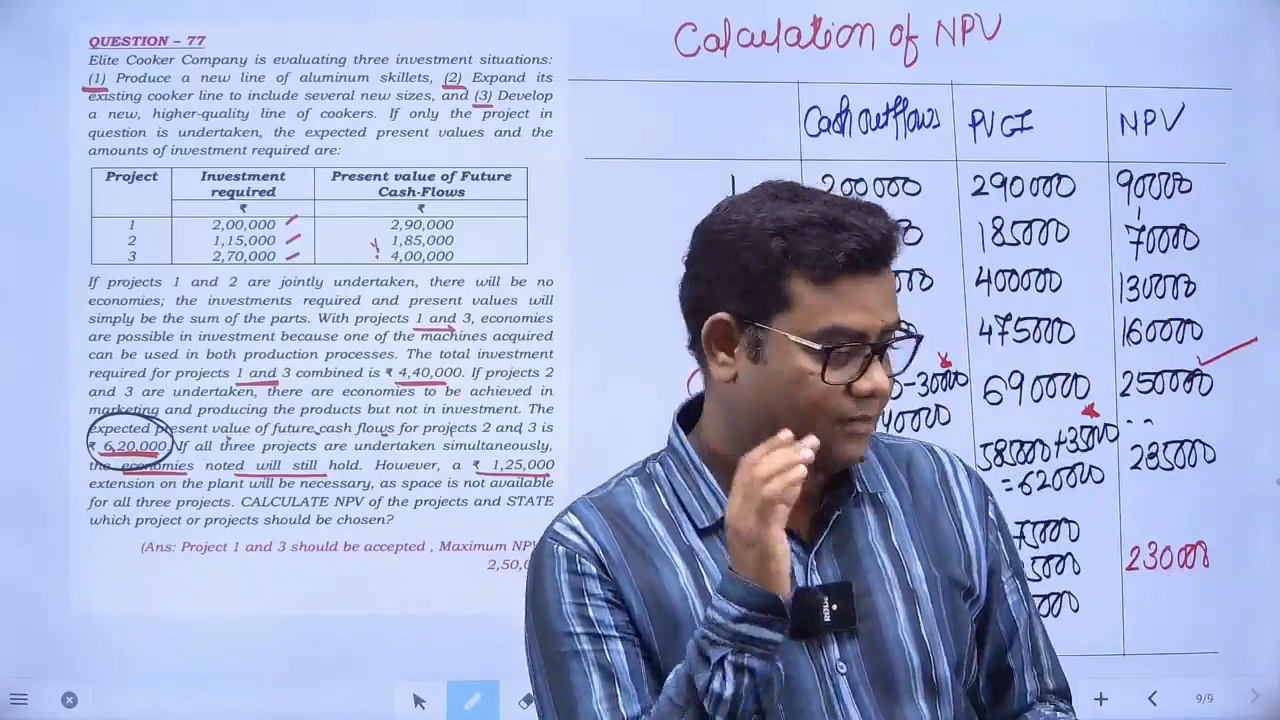 QUESTION – 77
Elite Cooker Company is evaluating three investment situations:
(1) Produce a new line of aluminum skillets, (2) Expand its
existing cooker line to include several new sizes, and (3) Develop
a new, higher-quality line of cookers. If only the project in
question is undertaken, the expected present values and the
amounts of investment required are:
Project Investment required Present value of Future Cash-Flows
₹ ₹
1 2,00,000 2,90,000
2 1,15,000 1,85,000
3 2,70,000 4,00,000
If projects 1 and 2 are jointly undertaken, there will be no
economies; the investments required and present values will
simply be the sum of the parts. With projects 1 and 3, economies
are possible in investment because one of the machines acquired
can be used in both production processes. The total investment
required for projects 1 and 3 combined is ₹ 4,40,000. If projects 2
and 3 are undertaken, there are economies to be achieved in
marketing and producing the products but not in investment. The
expected present value of future cash flows for projects 2 and 3 is
₹ 6,20,000. If all three projects are undertaken simultaneously,
the economies noted will still hold. However, a ₹ 1,25,000
extension on the plant will be necessary, as space is not available
for all three projects. CALCULATE NPV of the projects and STATE
which project or projects should be chosen?
(Ans: Project 1 and 3 should be accepted , Maximum
2,50,
Calculation of NPV
Cash outflows PVCI NPV
1 200000 290000 90000
185000 70000
400000 130000
475000 160000
-30000 690000 250000
40000
585000+35000 235000
=620000
230000
9/9